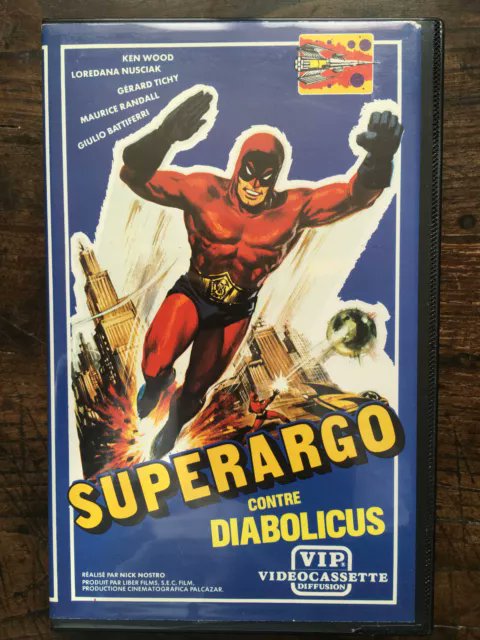 KEN WOOD
LOREDANA NUSCIAK
GERARD TICHY
MAURICE RANDALL
GIULIO BATTIFERRI
SUPERARGO
CONTRE
DIABOLICUS
VIP
VIDEOCASSETTE
DIFFUSION
RÉALISÉ PAR NICK NOSTRO
PRODUIT PAR LIBER FILMS, S.E.C. FILM,
PRODUCTIONE CINEMATOGRAFICA PALCAZAR.